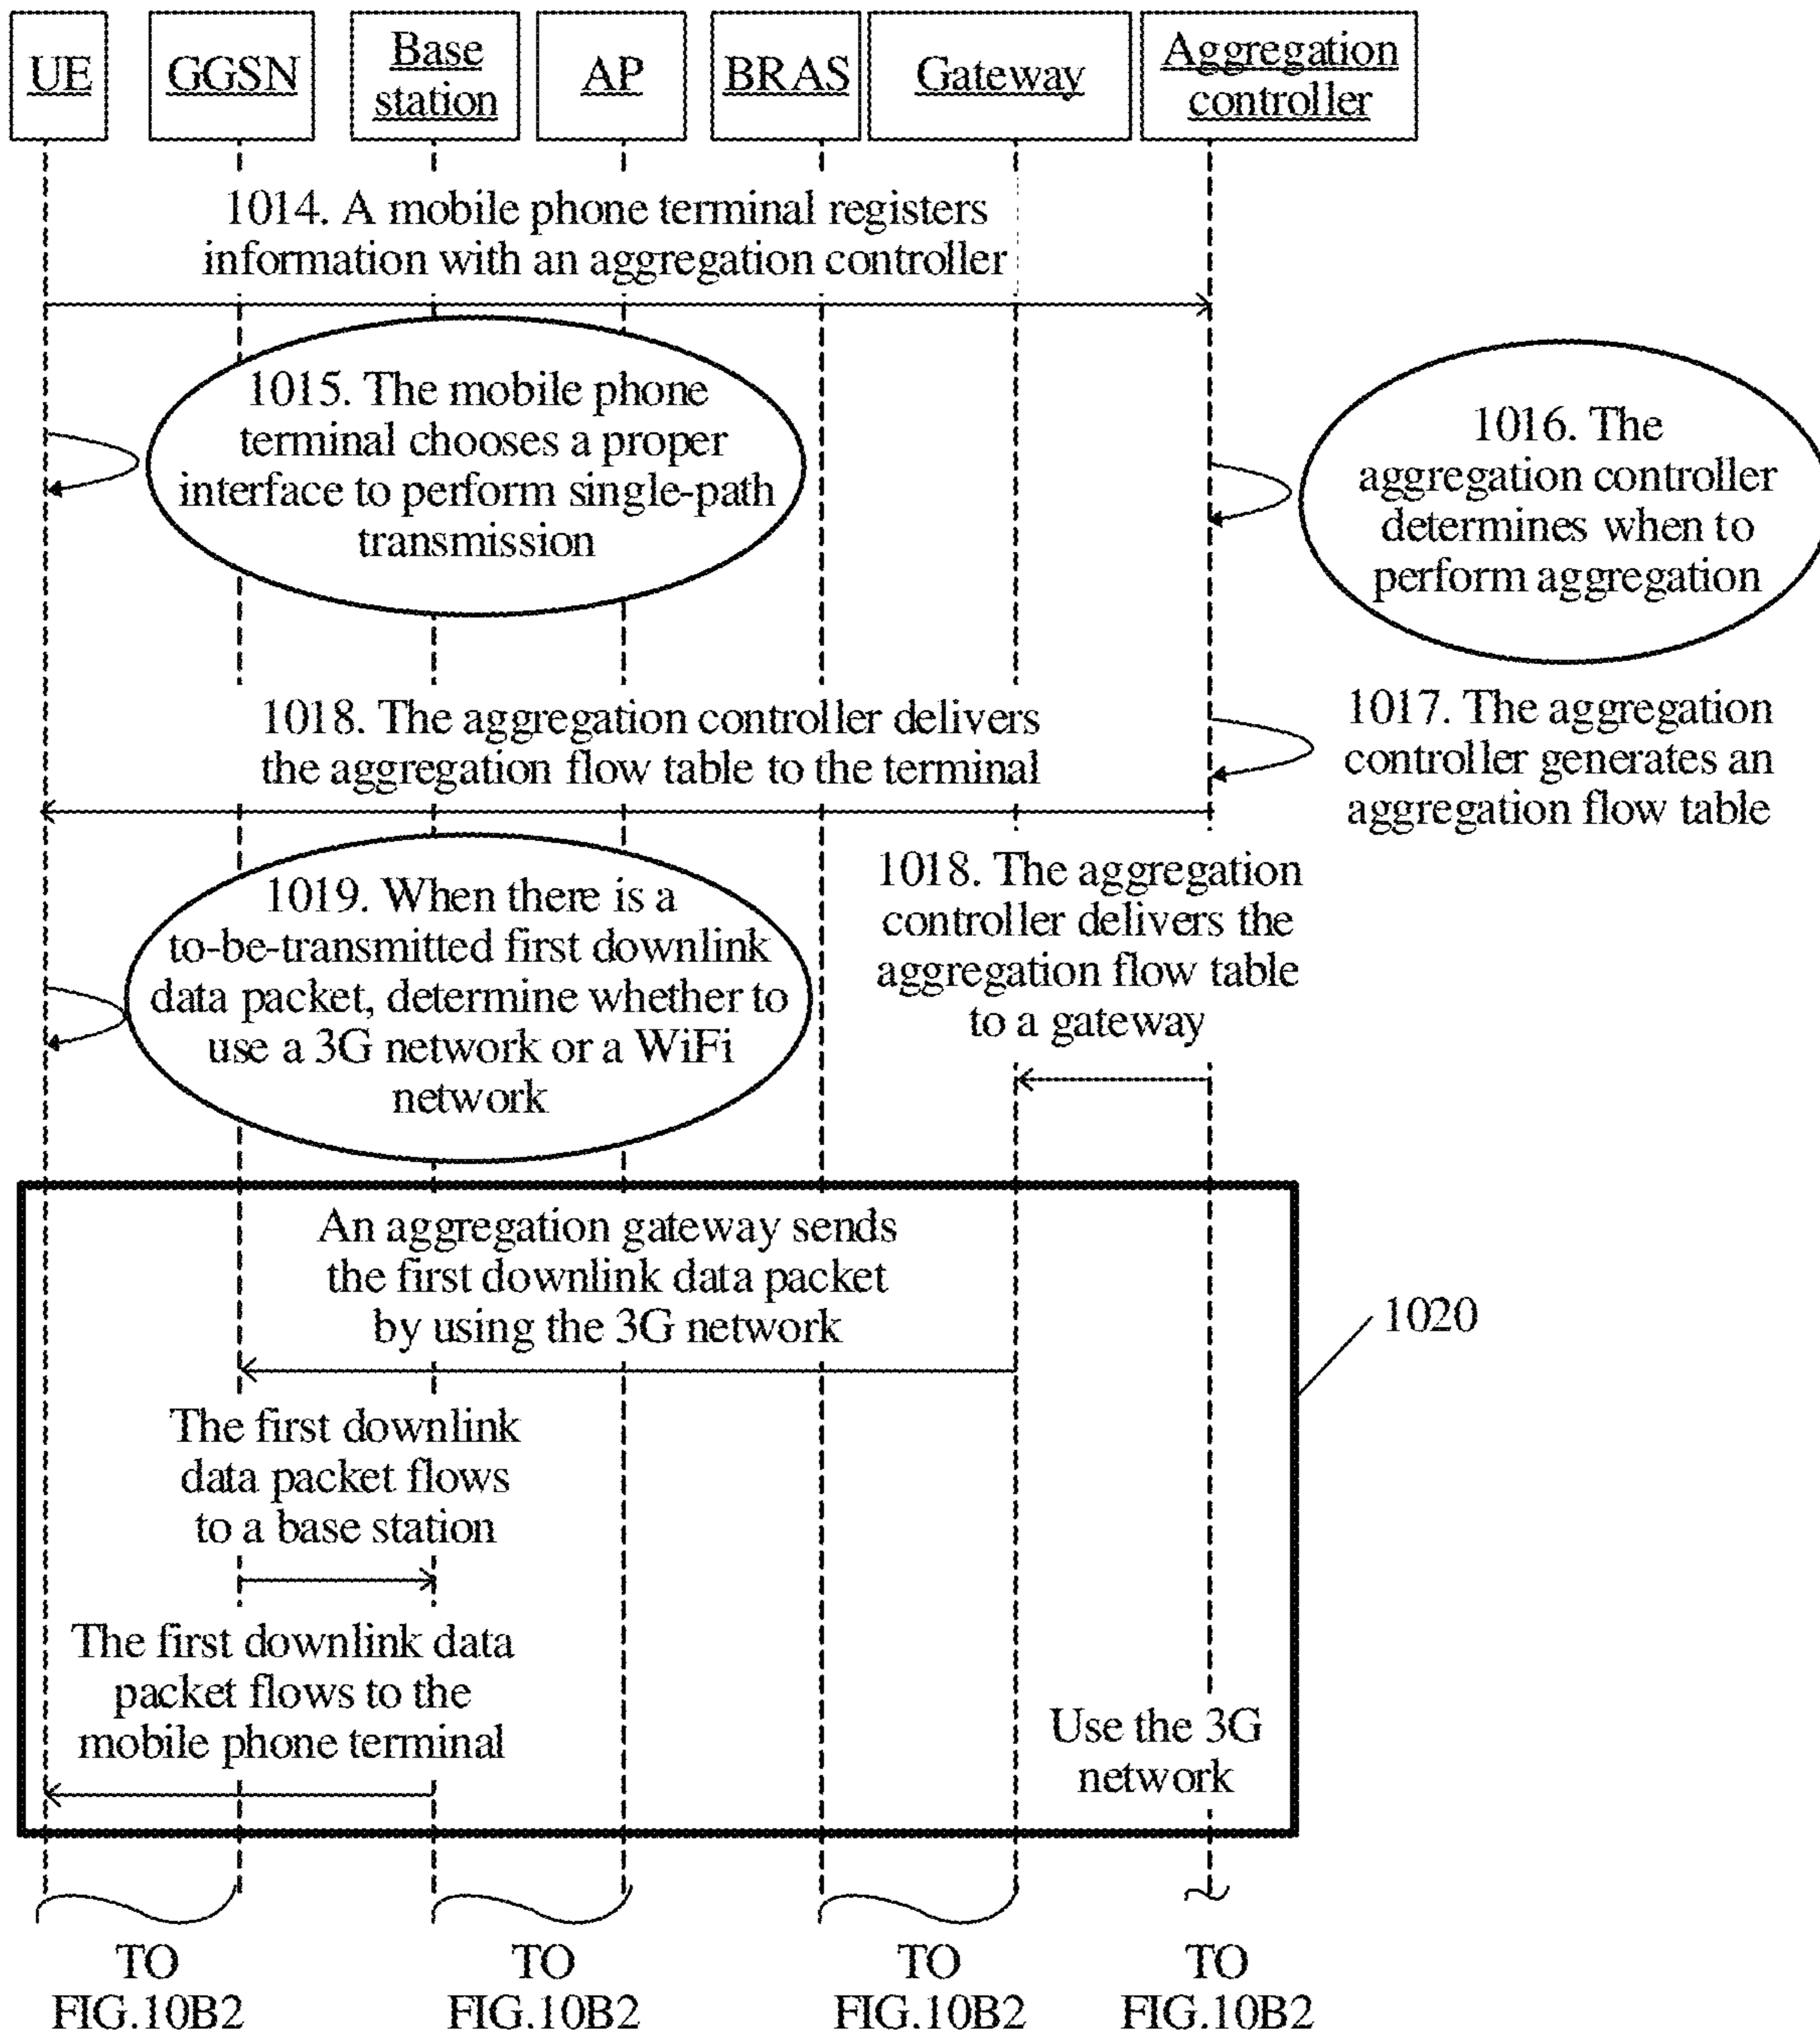 UE
GGSN
Base
station
AP
BRAS
Gateway
Aggregation
controller
1014. A mobile phone terminal registers
information with an aggregation controller
1015. The mobile phone
terminal chooses a proper
interface to perform single-path
transmission
1016. The
aggregation controller
determines when to
perform aggregation
1017. The aggregation
controller generates an
aggregation flow table
1018. The aggregation controller delivers
the aggregation flow table to the terminal
1018. The aggregation
controller delivers the
aggregation flow table
to a gateway
1019. When there is a
to-be-transmitted first downlink
data packet, determine whether to
use a 3G network or a WiFi
network
An aggregation gateway sends
the first downlink data packet
by using the 3G network
1020
The first downlink
data packet flows
to a base station
The first downlink data
packet flows to the
mobile phone terminal
Use the 3G
network
TO
FIG.10B2
TO
FIG.10B2
TO
FIG.10B2
TO
FIG.10B2